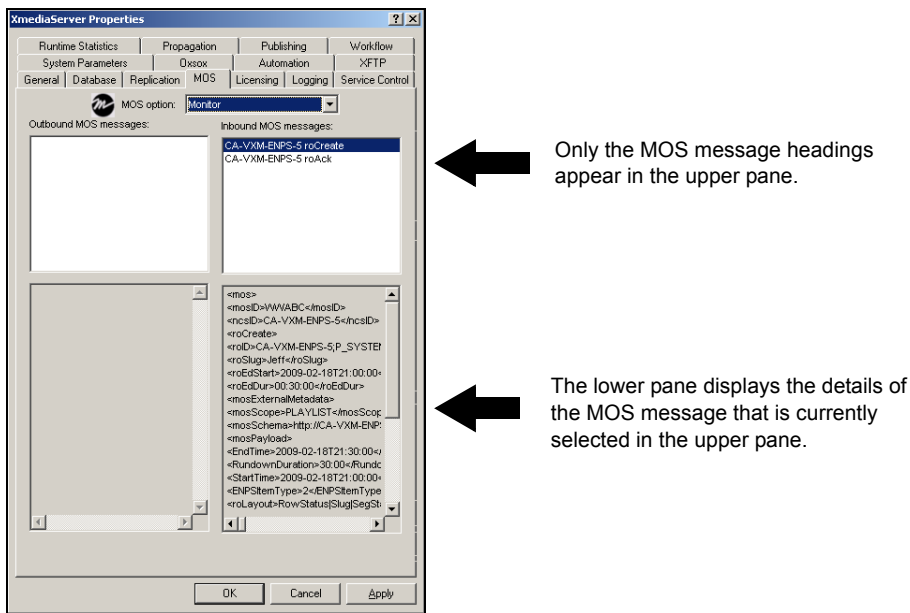 XmediaServer Properties
Runtime Statistics Propagation Publishing Workflow
System Parameters Oxsox Automation XFTP
General Database Replication MOS Licensing Logging Service Control
MOS option: Monitor
Outbound MOS messages: Inbound MOS messages:
CA-VXM-ENPS-5 roCreate
CA-VXM-ENPS-5 roAck
Only the MOS message headings
appear in the upper pane.
<mos>
<mosID>WVVABC</mosID>
<ncsID>CA-VXM-ENPS-5</ncsID>
<roCreate>
<roID>CA-VXM-ENPS-5;P_SYSTEM
<roSlug>Jeff</roSlug>
<roEdStart>2009-02-18T21:00:00<
<roEdDur>00:30:00</roEdDur>
<mosExternalMetadata>
<mosScope>PLAYLIST</mosScop
<mosSchema>http://CA-VXM-ENP
<mosPayload>
<EndTime>2009-02-18T21:30:00</
<RundownDuration>30:00</Rundo
<StartTime>2009-02-18T21:00:00<
<ENPSItemType>2</ENPSItemType
<roLayout>RowStatus|Slug|SegSt
The lower pane displays the details of
the MOS message that is currently
selected in the upper pane.
OK Cancel Apply